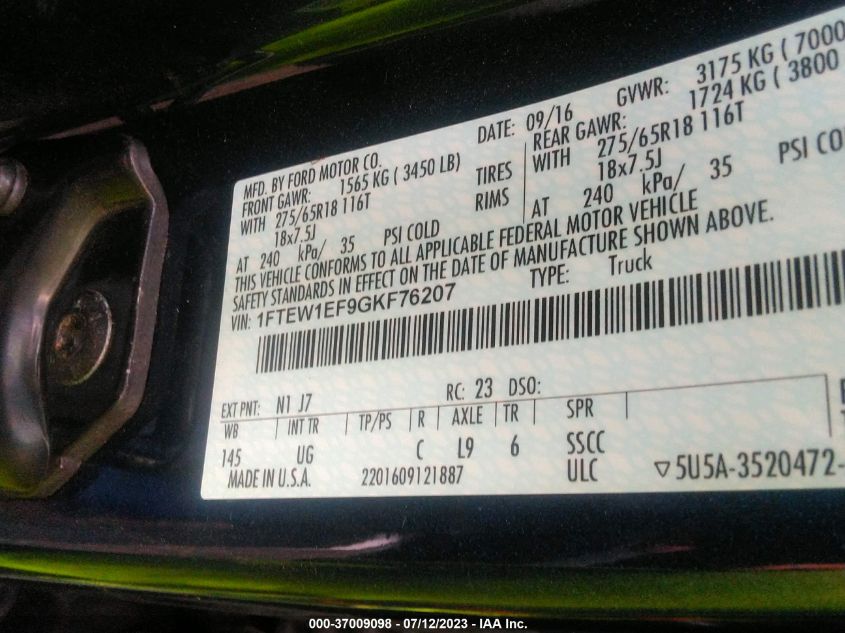 MFD. BY FORD MOTOR CO.
DATE: 09/16 GVWR: 3175 KG ( 7000
FRONT GAWR: 1565 KG ( 3450 LB)
REAR GAWR: 1724 KG ( 3800
WITH 275/65R18 116T TIRES
WITH 275/65R18 116T
18x7.5J RIMS
18x7.5J
AT 240 kPa/ 35 PSI COLD
AT 240 kPa/ 35 PSI CO
THIS VEHICLE CONFORMS TO ALL APPLICABLE FEDERAL MOTOR VEHICLE
SAFETY STANDARDS IN EFFECT ON THE DATE OF MANUFACTURE SHOWN ABOVE.
VIN: 1FTEW1EF9GKF76207
TYPE: Truck
EXT PNT: N1 J7 RC: 23 DSO:
WB INT TR TP/PS R AXLE TR SPR
145 UG C L9 6 SSCC
MADE IN U.S.A. 2201609121887 ULC ▽5U5A-3520472-
000-37009098 - 07/12/2023 - IAA Inc.